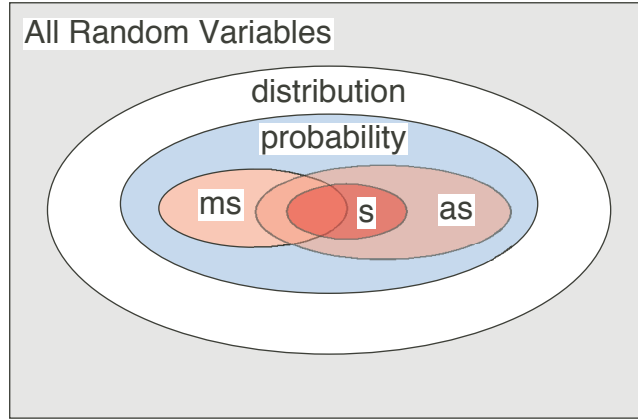 All Random Variables
distribution
probability
ms
s
as